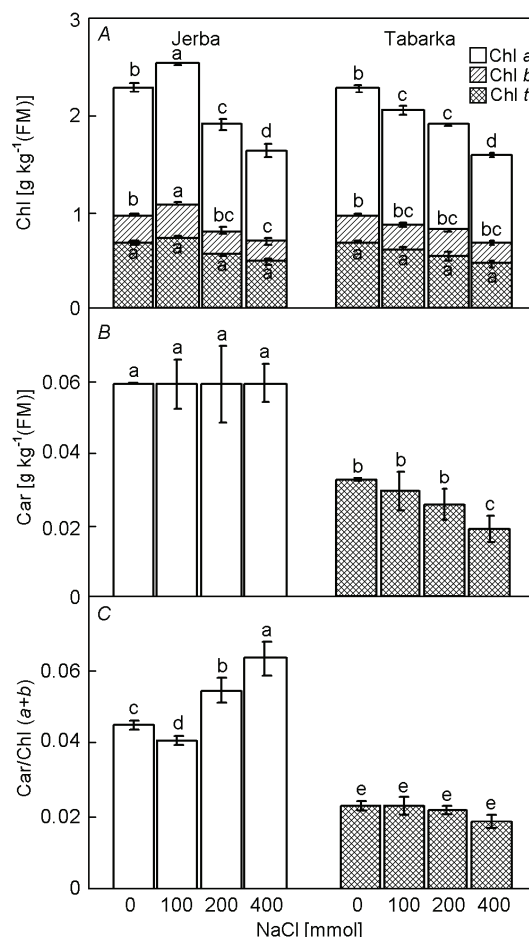 A
Jerba
Tabarka
Chl a
Chl b
Chl t
Chl [g kg-1(FM)]
3
2
1
0
b a c d
b a bc c
a a a a
b c c d
b bc bc bc
a a a a
B
Car [g kg-1(FM)]
0.06
0.04
0.02
0
a a a a
b b b c
C
Car/Chl (a+b)
0.06
0.04
0.02
0
c d b a
e e e e
0 100 200 400 0 100 200 400
NaCl [mmol]